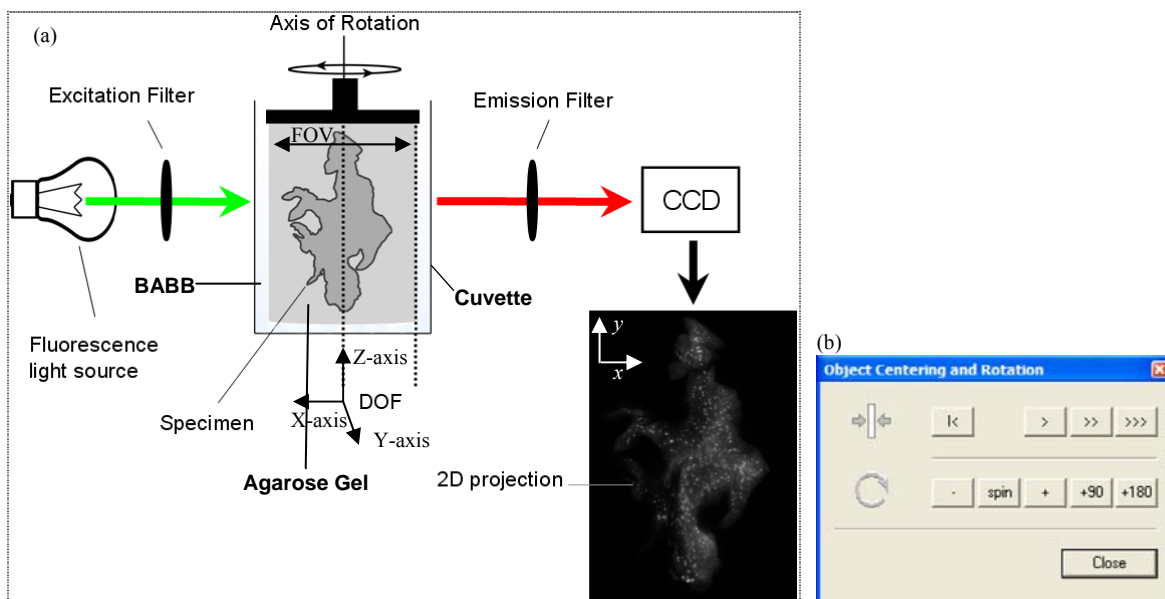 (a)
Axis of Rotation
Excitation Filter
Emission Filter
FOV
CCD
BABB
Cuvette
Fluorescence
light source
Z-axis
DOF
X-axis
Y-axis
Specimen
Agarose Gel
y
x
2D projection
(b)
Object Centering and Rotation
|< > >> >>>
- spin + +90 +180
Close